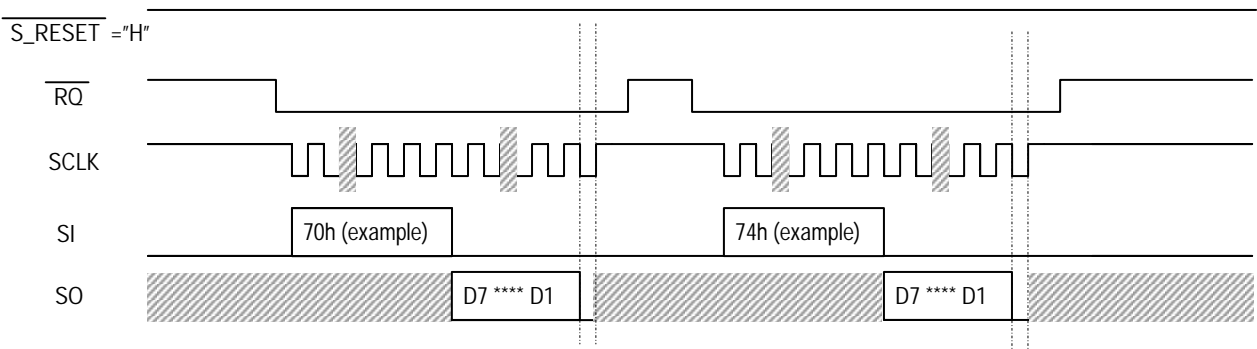 S_RESET ="H"
RQ
SCLK
SI
70h (example)
74h (example)
SO
D7 **** D1
D7 **** D1